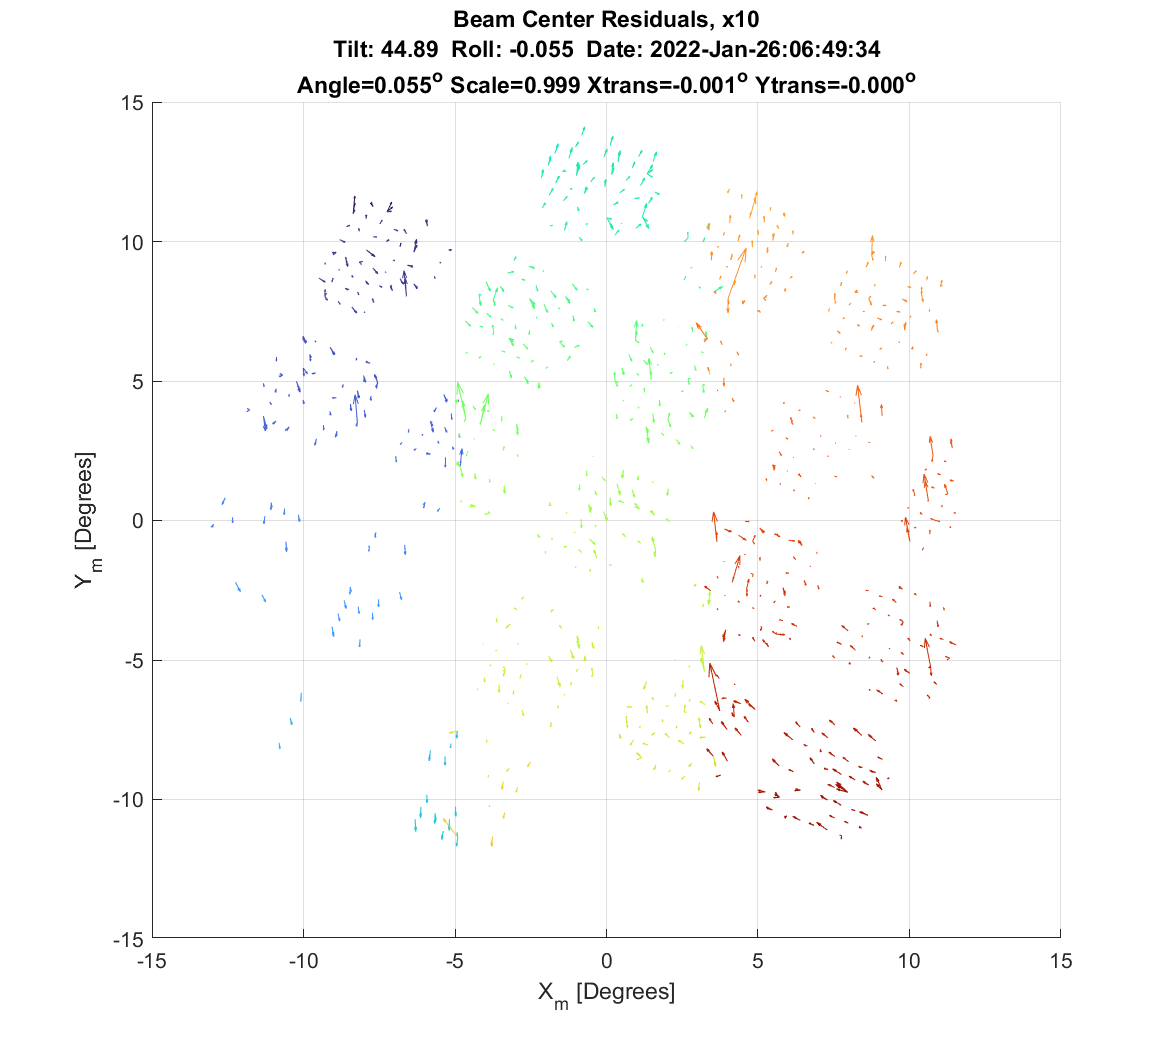 Beam Center Residuals, x10
Tilt: 44.89 Roll: -0.055 Date: 2022-Jan-26:06:49:34
Angle=0.055° Scale=0.999 Xtrans=-0.001° Ytrans=-0.000°
15
10
5
0
-5
-10
-15
Y_m [Degrees]
-15 -10 -5 0 5 10 15
X_m [Degrees]